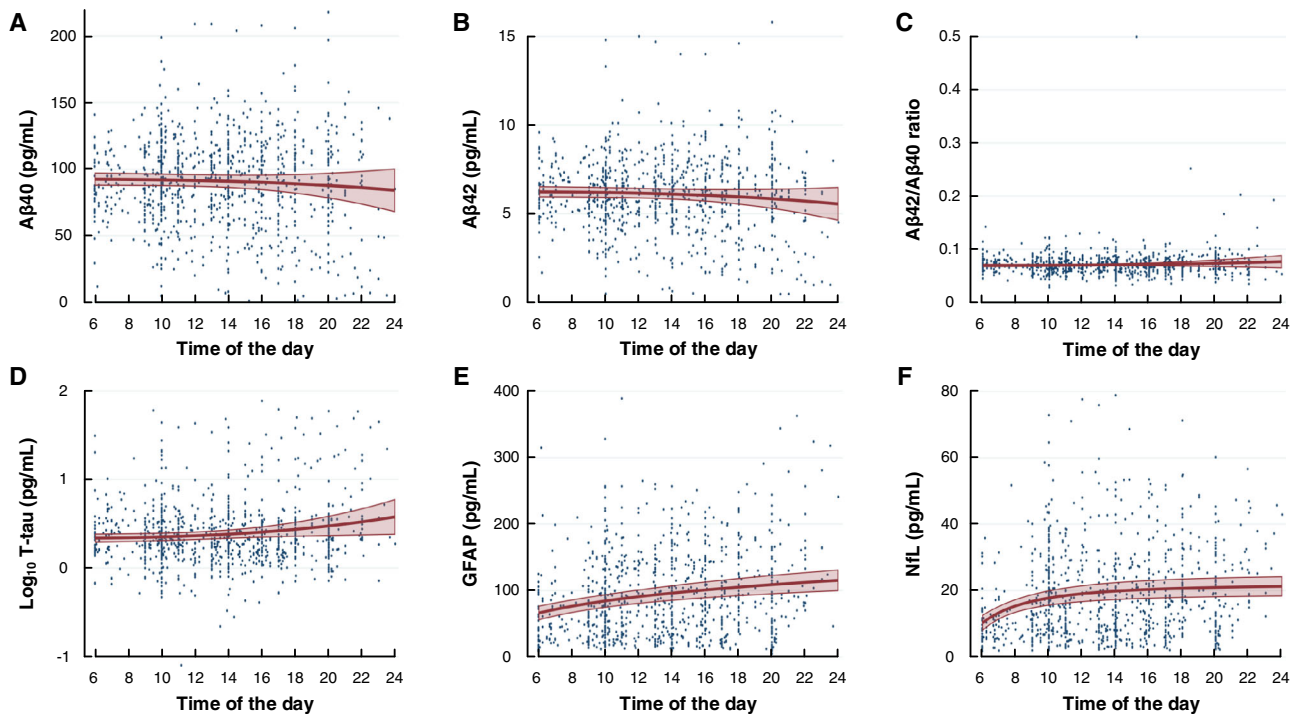 A
Aβ40 (pg/mL)
200
150
100
50
0
6 8 10 12 14 16 18 20 22 24
Time of the day
B
Aβ42 (pg/mL)
15
10
5
0
6 8 10 12 14 16 18 20 22 24
Time of the day
C
Aβ42/Aβ40 ratio
0.5
0.4
0.3
0.2
0.1
0
6 8 10 12 14 16 18 20 22 24
Time of the day
D
Log₁₀ T-tau (pg/mL)
2
1
0
-1
6 8 10 12 14 16 18 20 22 24
Time of the day
E
GFAP (pg/mL)
400
300
200
100
0
6 8 10 12 14 16 18 20 22 24
Time of the day
F
NfL (pg/mL)
80
60
40
20
0
6 8 10 12 14 16 18 20 22 24
Time of the day